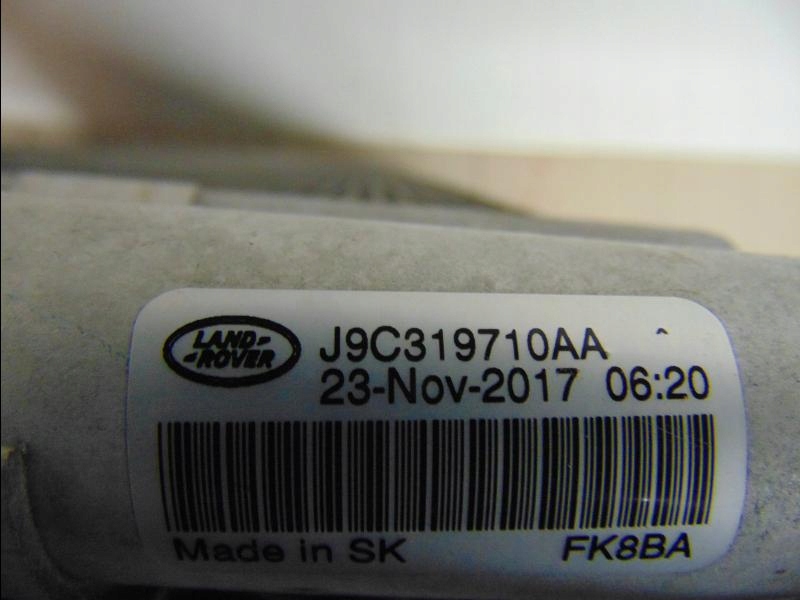 LAND-
-ROVER
J9C319710AA
23-Nov-2017 06:20
Made in SK
FK8BA